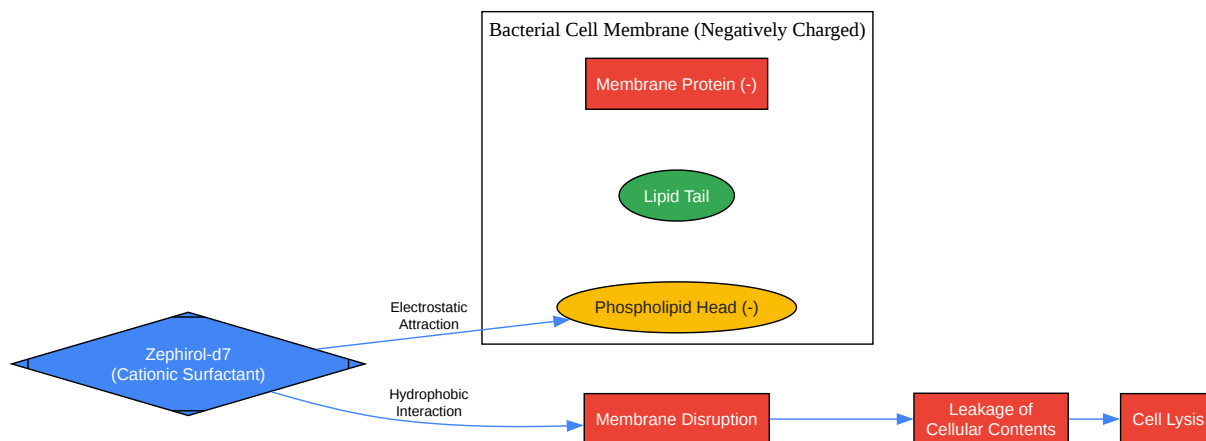 Bacterial Cell Membrane (Negatively Charged)
Membrane Protein (-)
Lipid Tail
Phospholipid Head (-)
Electrostatic
Attraction
Zephirol-d7
(Cationic Surfactant)
Hydrophobic
Interaction
Membrane Disruption
Leakage of
Cellular Contents
Cell Lysis